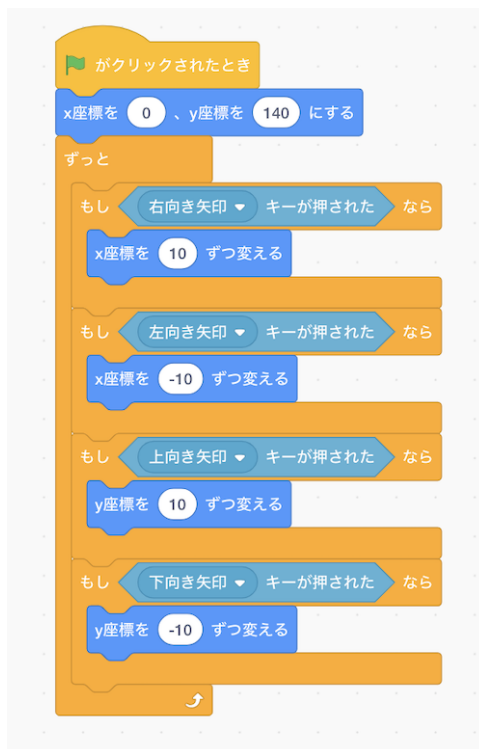 がクリックされたとき
x座標を 0 、y座標を 140 にする
ずっと
もし 右向き矢印 キーが押された なら
x座標を 10 ずつ変える
もし 左向き矢印 キーが押された なら
x座標を -10 ずつ変える
もし 上向き矢印 キーが押された なら
y座標を 10 ずつ変える
もし 下向き矢印 キーが押された なら
y座標を -10 ずつ変える